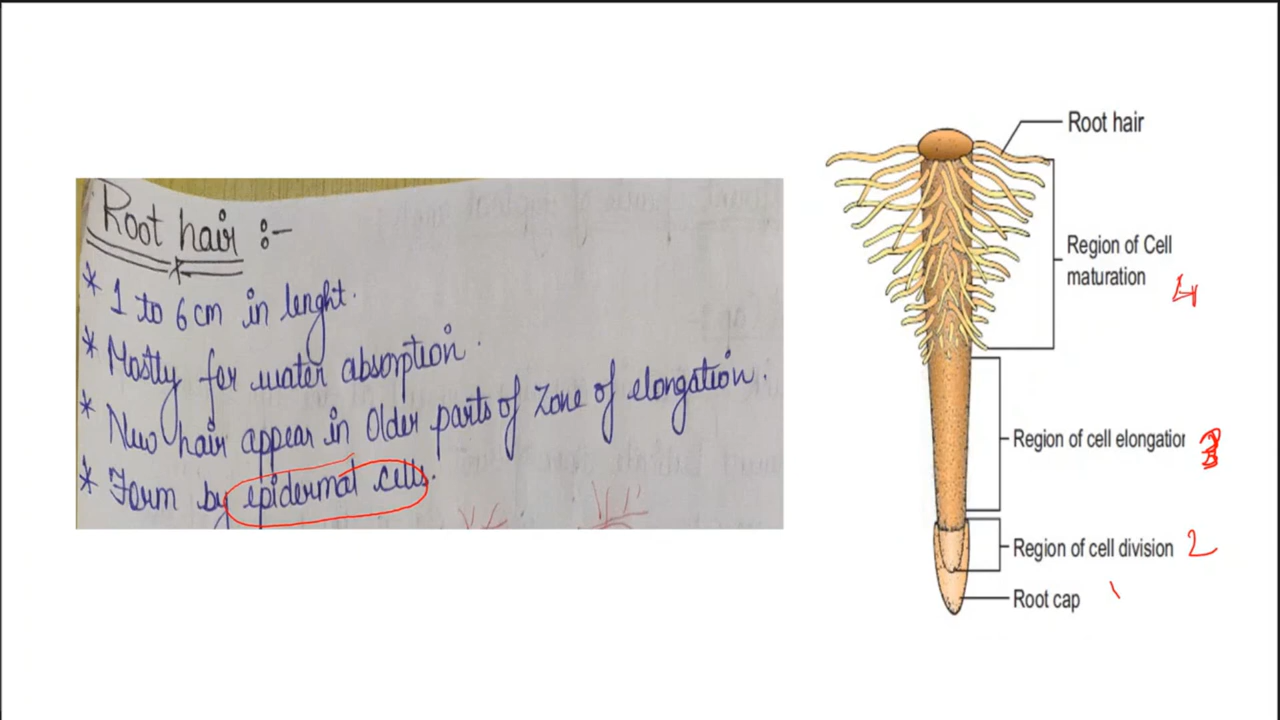 Root hair :-
* 1 to 6 cm in lenght.
* Mostly for water absorption.
* New hair appear in Older parts of Zone of elongation.
* Form by epidermal cells.
Root hair
Region of Cell
maturation
4
Region of cell elongation
3
Region of cell division 2
Root cap 1